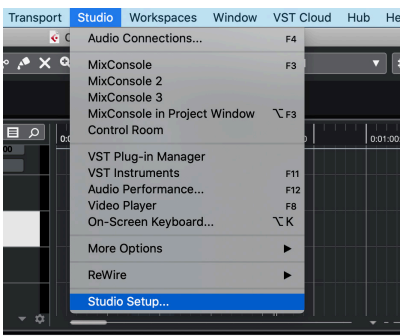 Transport Studio Workspaces Window VST Cloud Hub He
Audio Connections... F4
MixConsole F3
MixConsole 2
MixConsole 3
MixConsole in Project Window ⌥ F3
Control Room
VST Plug-in Manager
VST Instruments F11
Audio Performance... F12
Video Player F8
On-Screen Keyboard... ⌥ K
More Options ▶
ReWire ▶
Studio Setup...
0:01:00